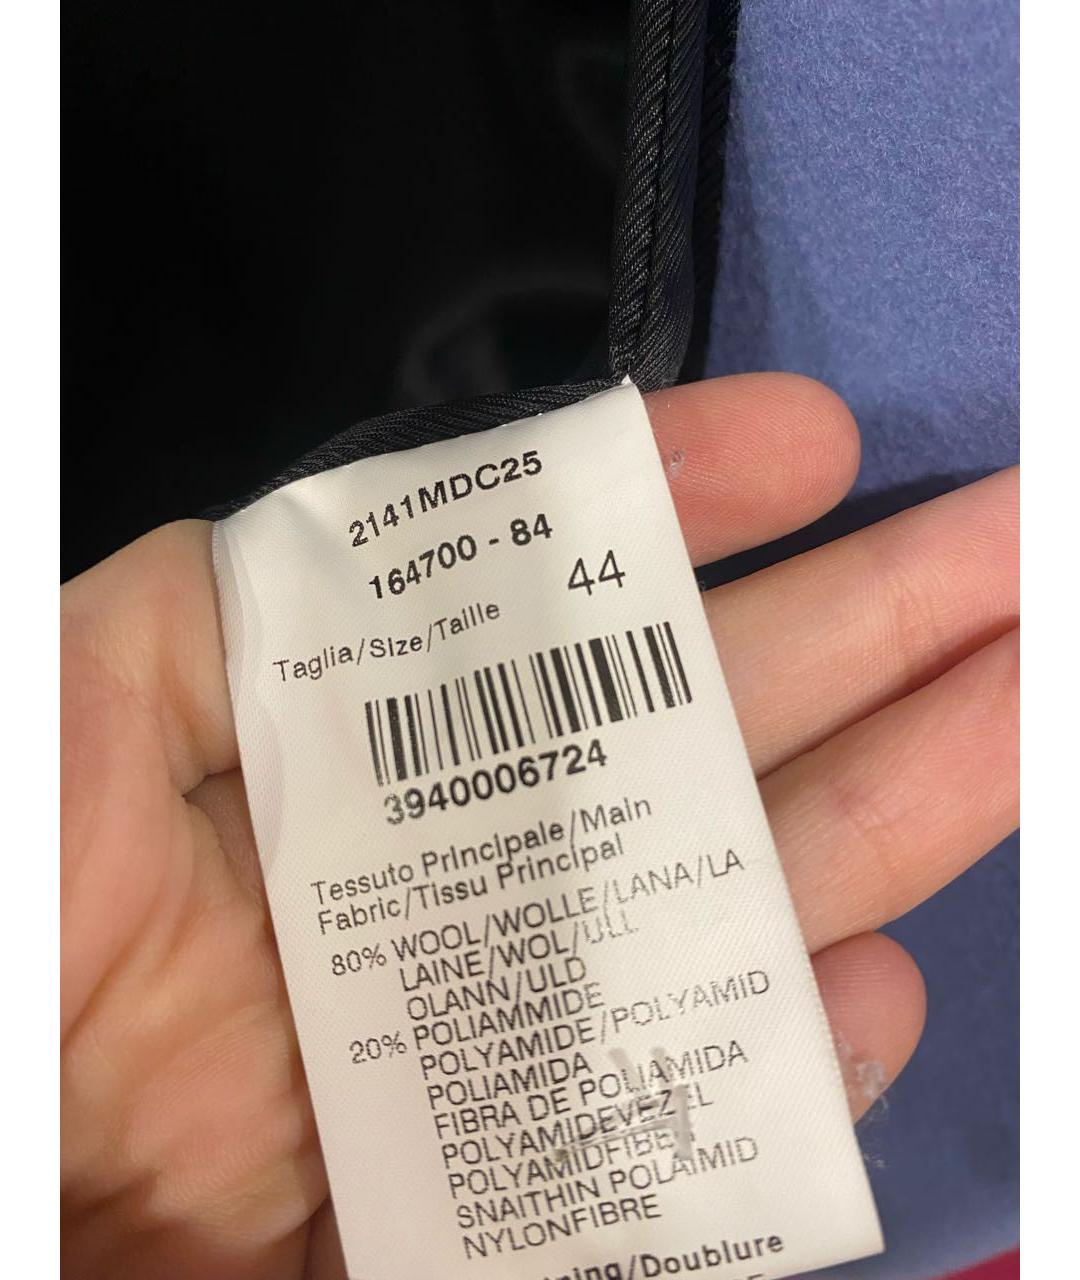 2141MDC25
164700 - 84
Taglia/Size/Taille 44
3940006724
Tessuto Principale/Main
Fabric/Tissu Principal
80% WOOL/WOLLE/LANA/LA
LAINE/WOL/ULL
OLANN/ULD
20% POLIAMMIDE
POLYAMIDE/POLYAMID
POLIAMIDA
FIBRA DE POLIAMIDA
POLYAMIDEVEZEL
POLYAMIDFIBER
SNAITHIN POLAIMID
NYLONFIBRE
ning/Doublure